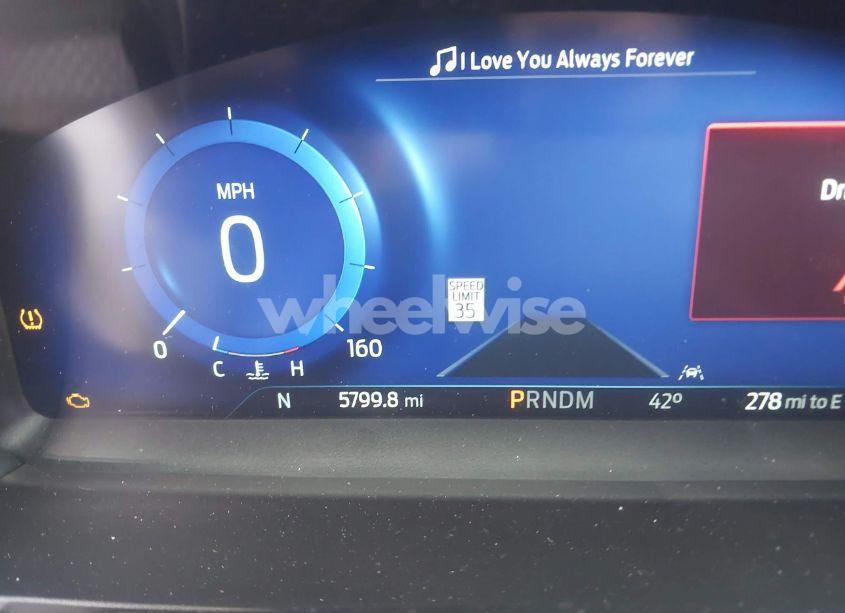 I Love You Always Forever
MPH
0
SPEED
LIMIT
35
wheelwise
0
160
C
H
N
5799.8 mi
PRNDM
42º
278 mi to E